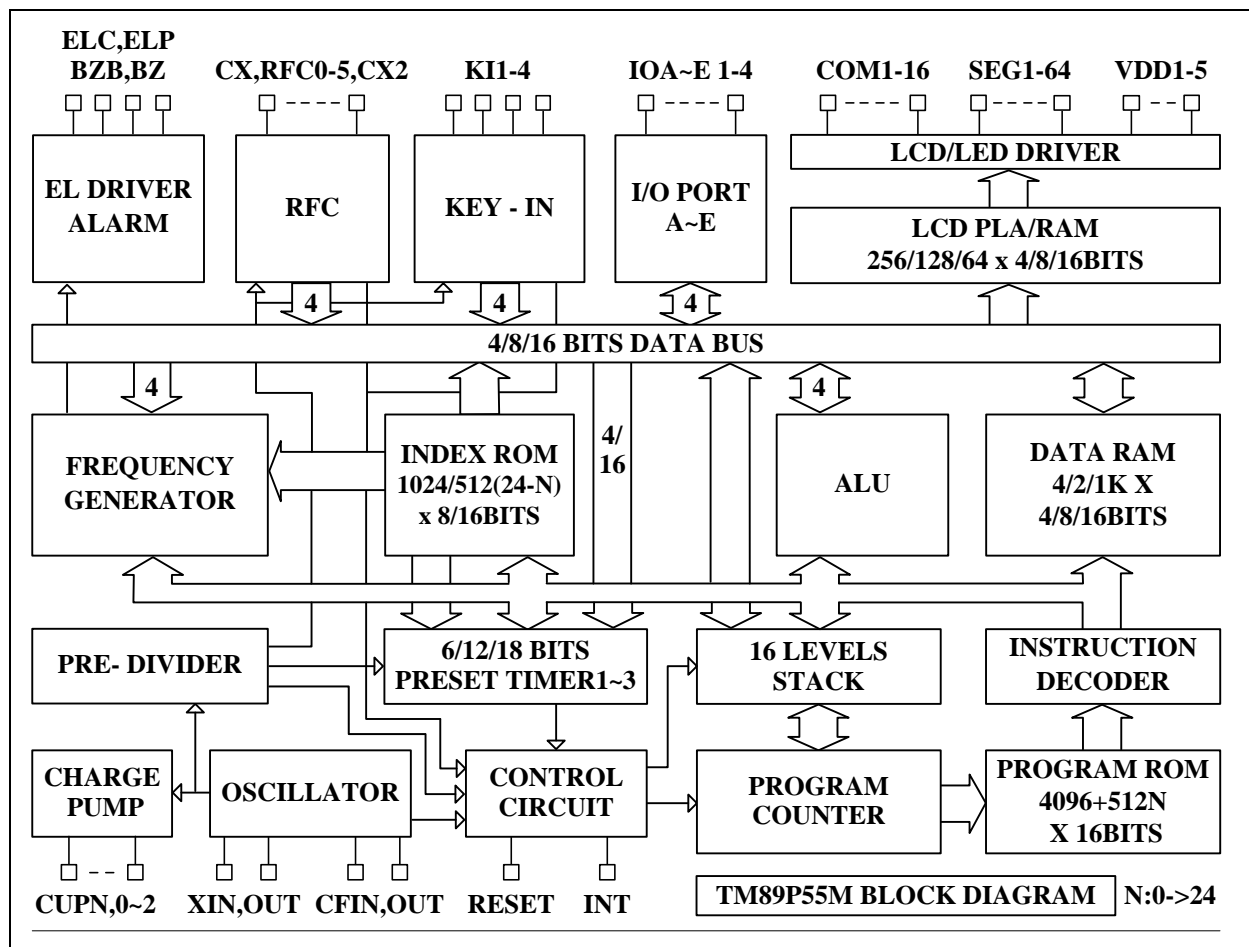 ELC,ELP
BZB,BZ
CX,RFC0-5,CX2
KI1-4
IOA~E 1-4
COM1-16
SEG1-64
VDD1-5
EL DRIVER
ALARM
RFC
KEY - IN
I/O PORT
A~E
LCD/LED DRIVER
LCD PLA/RAM
256/128/64 x 4/8/16BITS
4
4
4
4/8/16 BITS DATA BUS
4
4
4/
16
FREQUENCY
GENERATOR
INDEX ROM
1024/512(24-N)
x 8/16BITS
ALU
DATA RAM
4/2/1K X
4/8/16BITS
PRE- DIVIDER
6/12/18 BITS
PRESET TIMER1~3
16 LEVELS
STACK
INSTRUCTION
DECODER
CHARGE
PUMP
OSCILLATOR
CONTROL
CIRCUIT
PROGRAM
COUNTER
PROGRAM ROM
4096+512N
X 16BITS
CUPN,0~2
XIN,OUT
CFIN,OUT
RESET
INT
TM89P55M BLOCK DIAGRAM
N:0->24